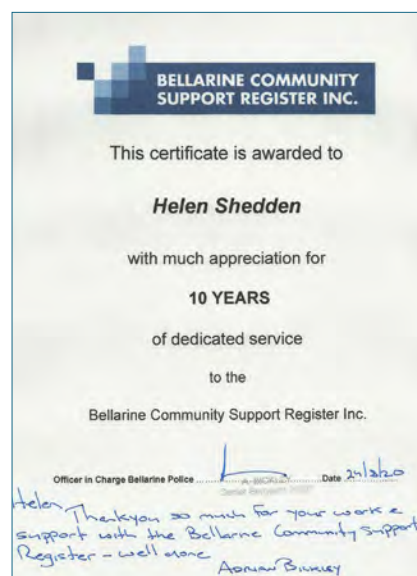 BELLARINE COMMUNITY
SUPPORT REGISTER INC.
This certificate is awarded to
Helen Shedden
with much appreciation for
10 YEARS
of dedicated service
to the
Bellarine Community Support Register Inc.
Officer in Charge Bellarine Police Date 24/3/20
Helen
Thankyou so much for your work &
support with the Bellarine Community Support
Register - well done